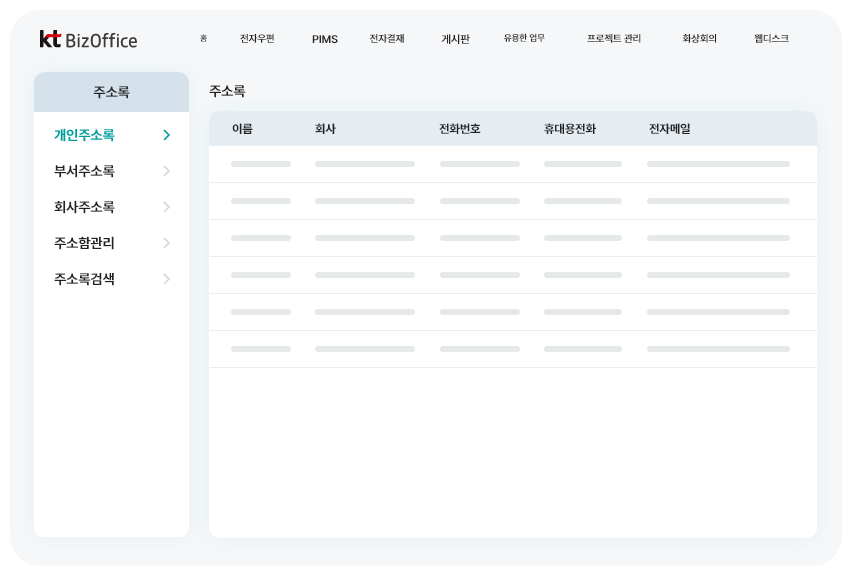 kt BizOffice 홈 전자우편 PIMS 전자결재 게시판 유용한 업무 프로젝트 관리 화상회의 웹디스크
주소록
개인주소록
부서주소록
회사주소록
주소함관리
주소록검색
주소록
이름 회사 전화번호 휴대용전화 전자메일